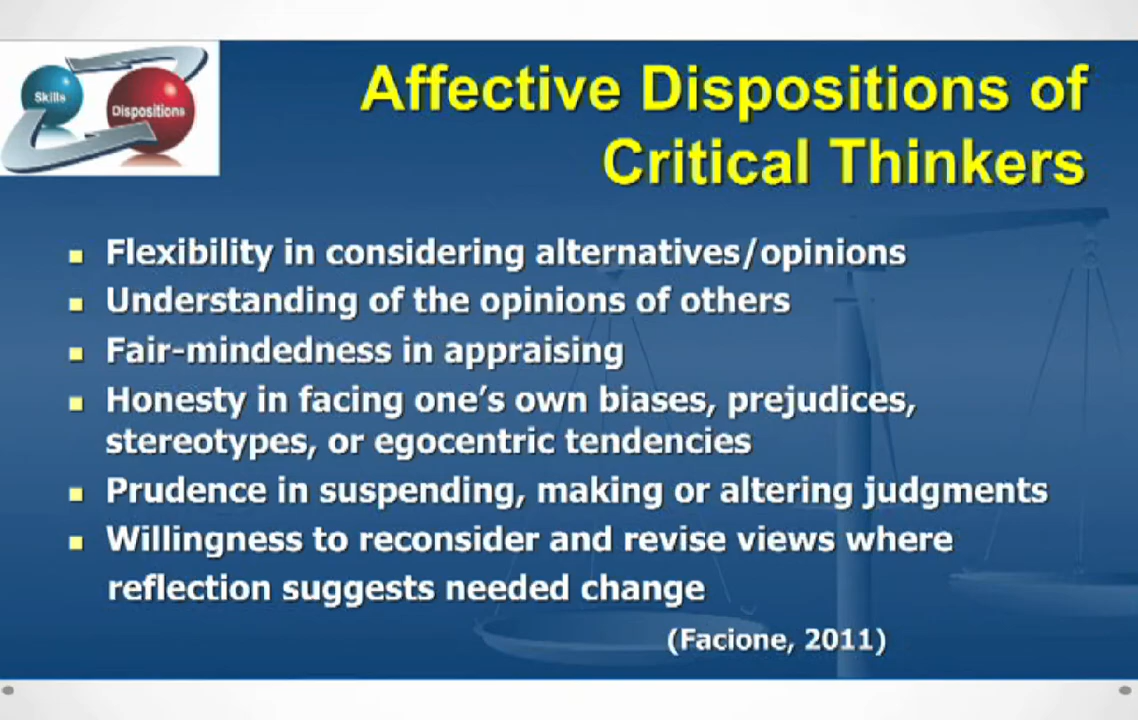 Skills
Dispositions
Affective Dispositions of
Critical Thinkers
Flexibility in considering alternatives/opinions
Understanding of the opinions of others
Fair-mindedness in appraising
Honesty in facing one's own biases, prejudices,
stereotypes, or egocentric tendencies
Prudence in suspending, making or altering judgments
Willingness to reconsider and revise views where
reflection suggests needed change
(Facione, 2011)